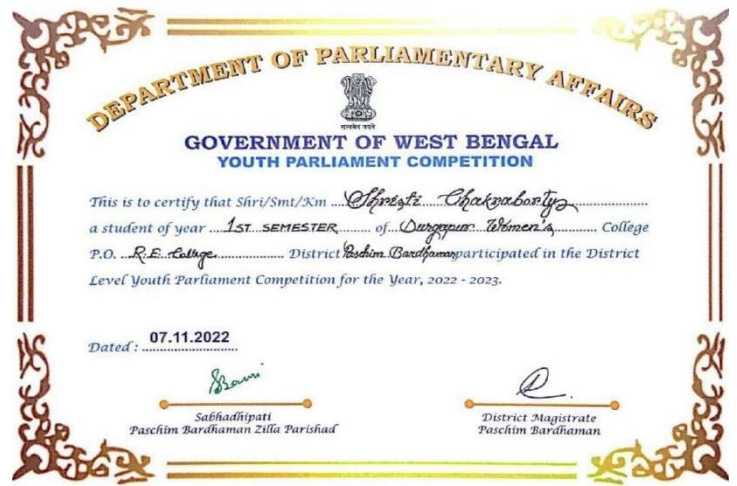 DEPARTMENT OF PARLIAMENTARY AFFAIRS
सत्यमेव जयते
GOVERNMENT OF WEST BENGAL
YOUTH PARLIAMENT COMPETITION
This is to certify that Shri/Smt/Km Shristi Chakraborty
a student of year 1ST SEMESTER of Durgapur Women's College
P.O. R.E. College District Paschim Bardhaman participated in the District
Level Youth Parliament Competition for the Year, 2022 - 2023.
Dated : 07.11.2022
Sabhadhipati
Paschim Bardhaman Zilla Parishad
District Magistrate
Paschim Bardhaman